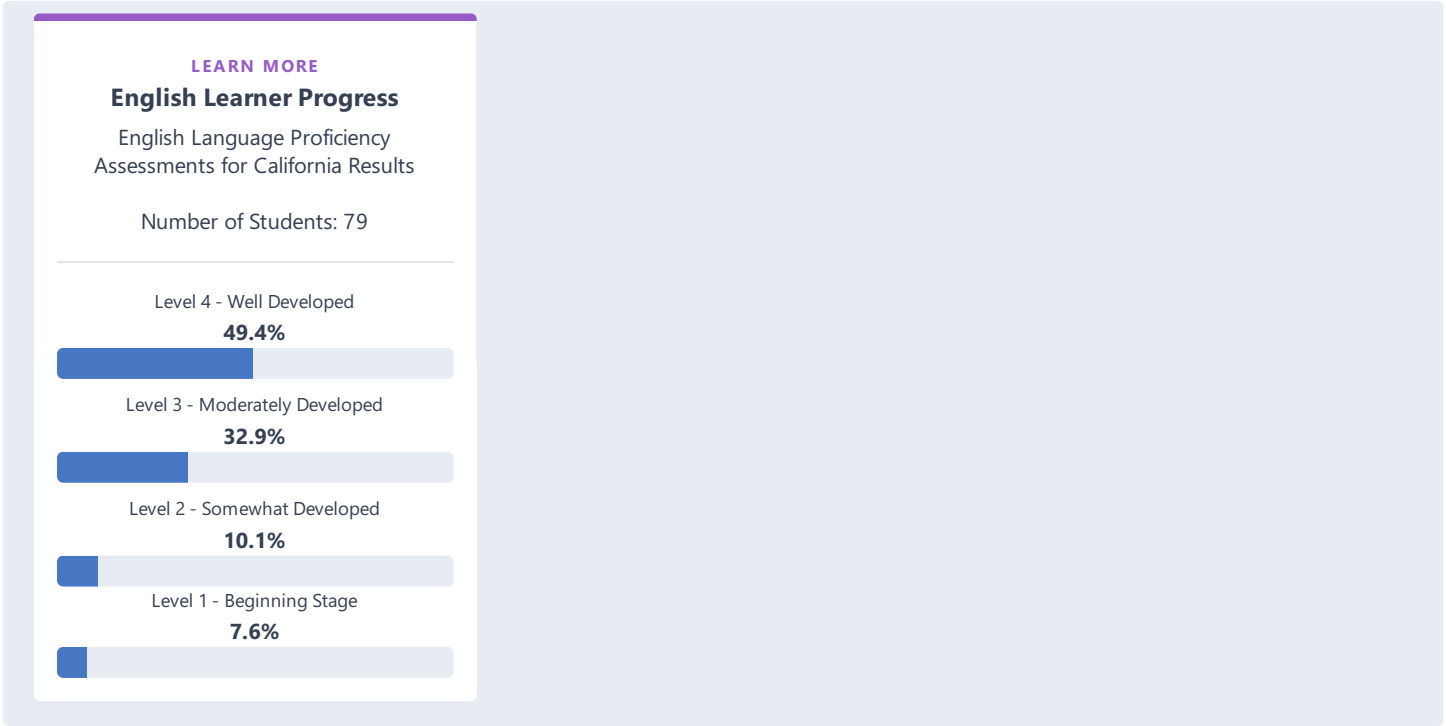 LEARN MORE
English Learner Progress
English Language Proficiency
Assessments for California Results
Number of Students: 79
Level 4 - Well Developed
49.4%
Level 3 - Moderately Developed
32.9%
Level 2 - Somewhat Developed
10.1%
Level 1 - Beginning Stage
7.6%